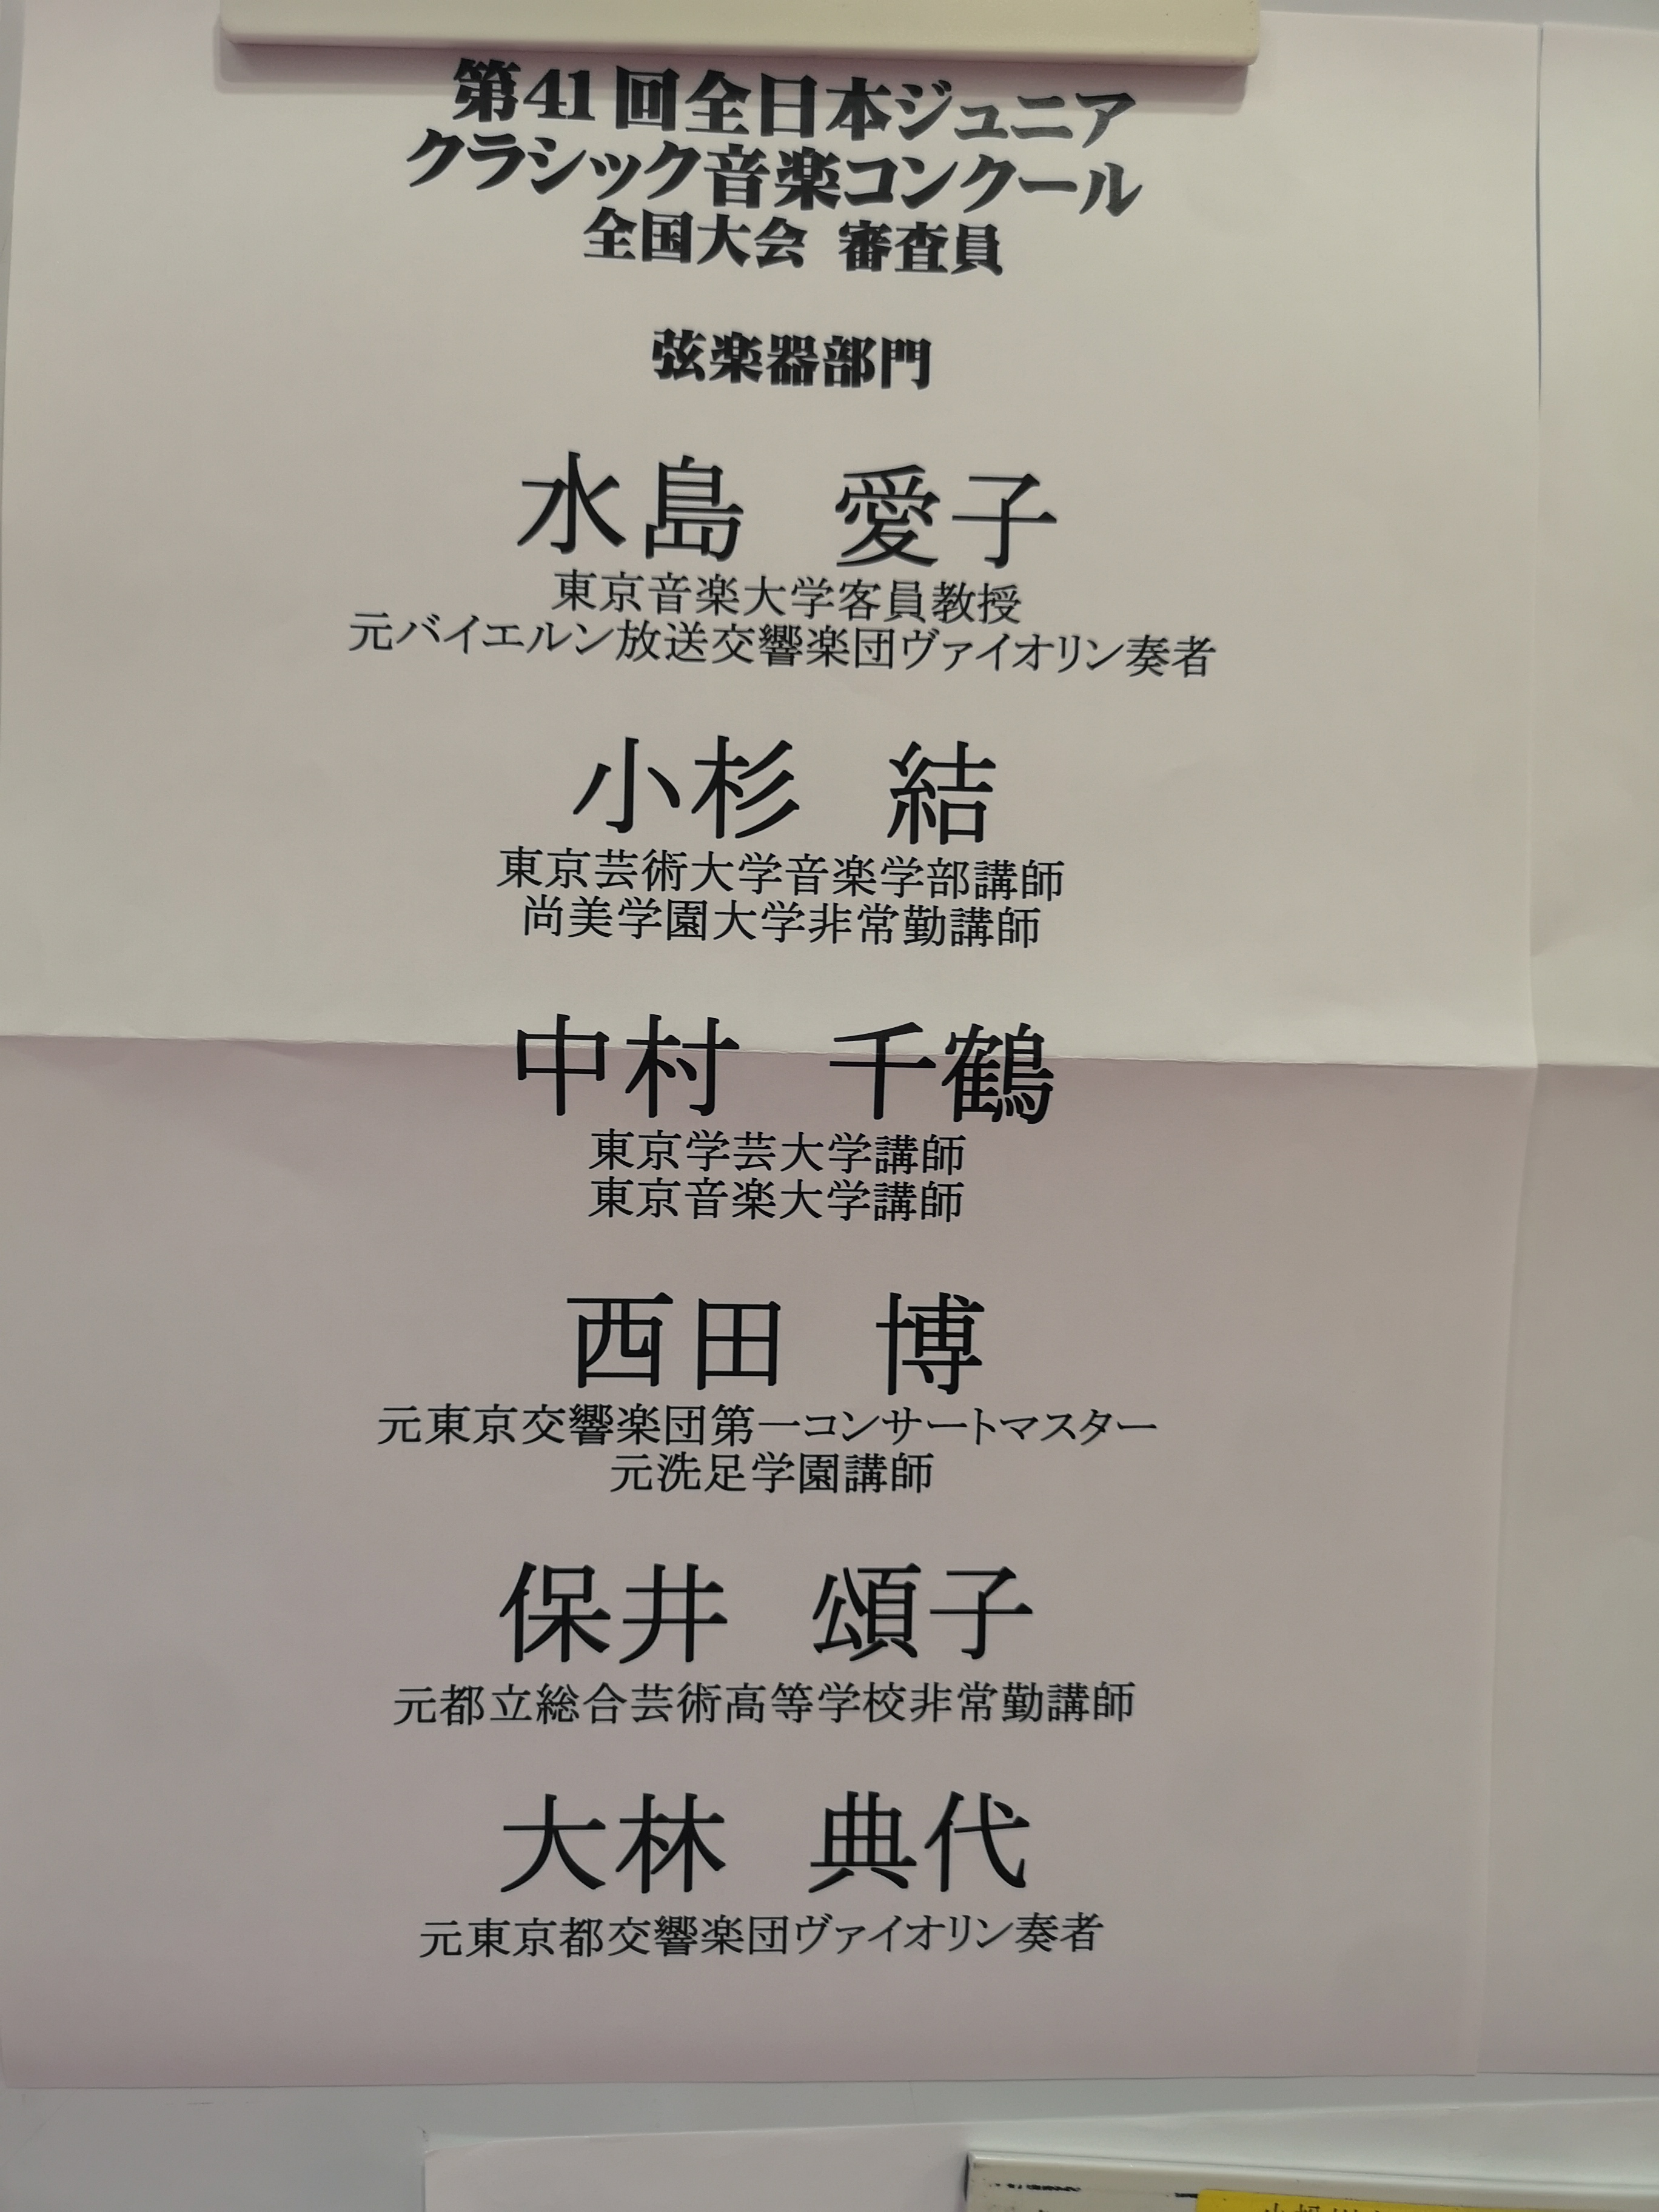 第41回全日本ジュニア
クラシック音楽コンクール
全国大会 審査員
弦楽器部門
水島 愛子
東京音楽大学客員教授
元バイエルン放送交響楽団ヴァイオリン奏者
小杉 結
東京芸術大学音楽学部講師
尚美学園大学非常勤講師
中村 千鶴
東京学芸大学講師
東京音楽大学講師
西田 博
元東京交響楽団第一コンサートマスター
元洗足学園講師
保井 頌子
元都立総合芸術高等学校非常勤講師
大林 典代
元東京都交響楽団ヴァイオリン奏者